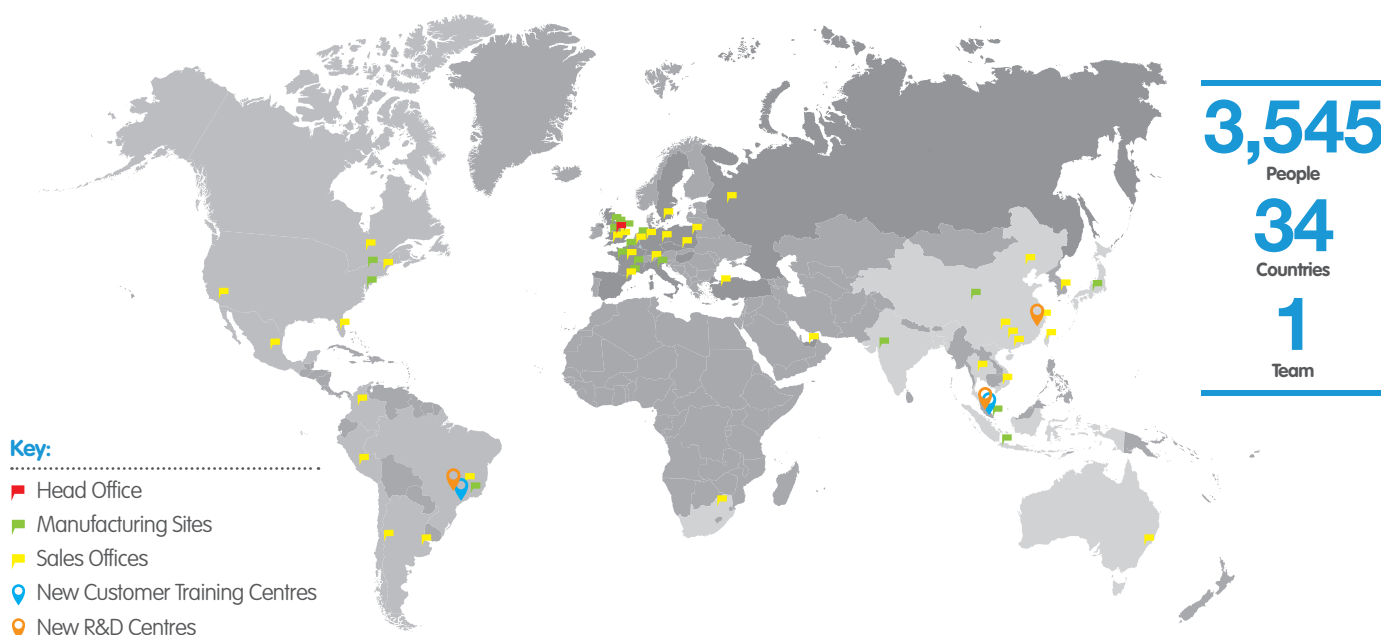 3,545
People
34
Countries
1
Team
Key:
Head Office
Manufacturing Sites
Sales Offices
New Customer Training Centres
New R&D Centres